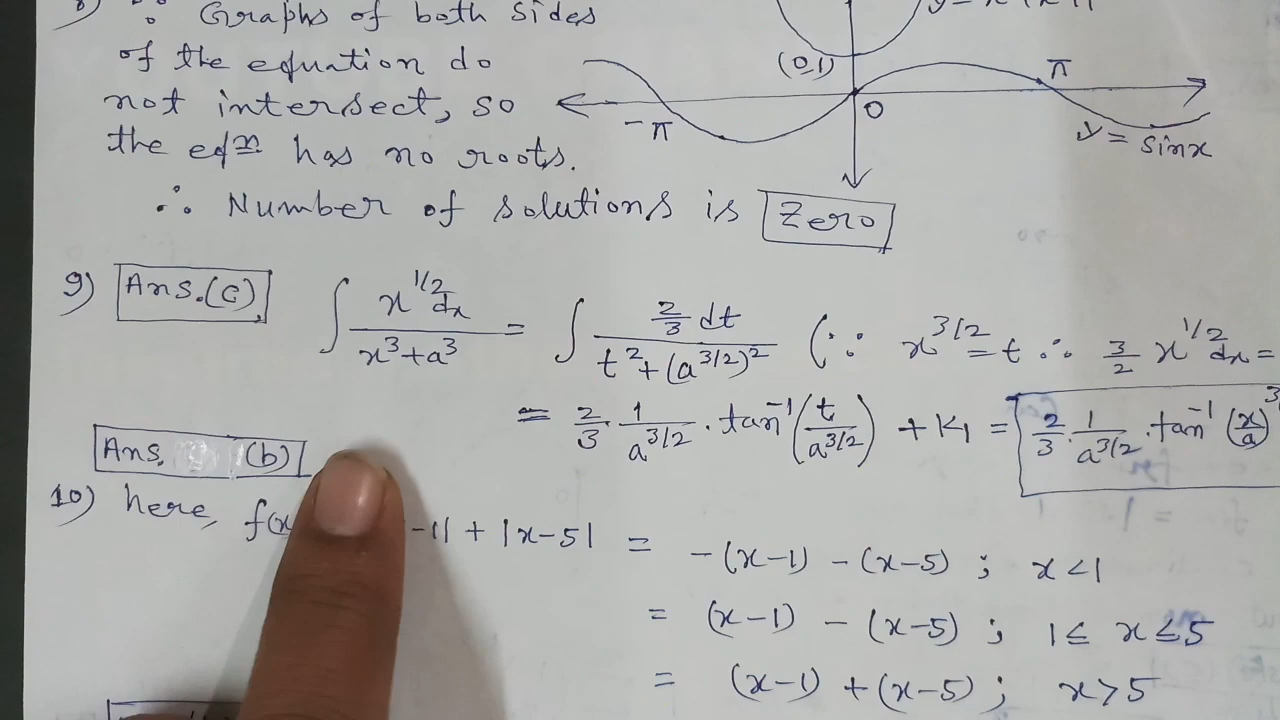 8) ∵ Graphs of both sides
of the equation do
not intersect, so
the eqn has no roots.
∴ Number of solutions is Zero
(0,1)
-π
O
π
y = sinx
9) Ans.(c) ∫ x^(1/2) dx / (x³+a³) = ∫ (2/3) dt / (t²+(a^(3/2))²) (∵ x^(3/2) = t ∴ 3/2 x^(1/2) dx =
= 2/3 · 1/a^(3/2) · tan⁻¹(t/a^(3/2)) + K₁ = 2/3 · 1/a^(3/2) · tan⁻¹(x/a)³
Ans. (b)
10) here, f(x -1| + |x-5| = -(x-1) - (x-5) ; x<1
= (x-1) - (x-5) ; 1≤ x ≤5
= (x-1) + (x-5) ; x>5